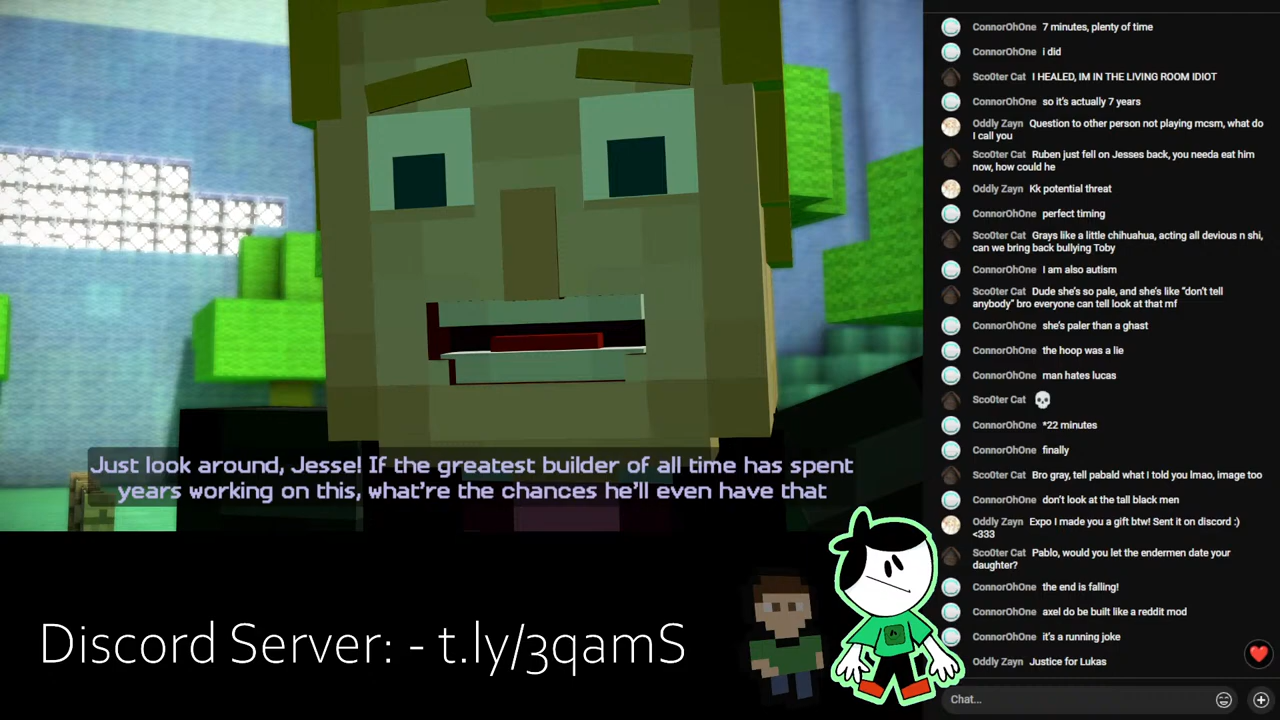 Just look around, Jesse! If the greatest builder of all time has spent
years working on this, what're the chances he'll even have that
Discord Server: - t.ly/3qamS
ConnorOhOne 7 minutes, plenty of time
ConnorOhOne i did
Sco0ter Cat I HEALED, IM IN THE LIVING ROOM IDIOT
ConnorOhOne so it's actually 7 years
Oddly Zayn Question to other person not playing mcsm, what do
I call you
Sco0ter Cat Ruben just fell on Jesses back, you needa eat him
now, how could he
Oddly Zayn Kk potential threat
ConnorOhOne perfect timing
Sco0ter Cat Grays like a little chihuahua, acting all devious n shi,
can we bring back bullying Toby
ConnorOhOne I am also autism
Sco0ter Cat Dude she's so pale, and she's like “don't tell
anybody” bro everyone can tell look at that mf
ConnorOhOne she's paler than a ghast
ConnorOhOne the hoop was a lie
ConnorOhOne man hates lucas
Sco0ter Cat 💀
ConnorOhOne *22 minutes
ConnorOhOne finally
Sco0ter Cat Bro gray, tell pabald what I told you lmao, image too
ConnorOhOne don't look at the tall black men
Oddly Zayn Expo I made you a gift btw! Sent it on discord :)
<333
Sco0ter Cat Pablo, would you let the endermen date your
daughter?
ConnorOhOne the end is falling!
ConnorOhOne axel do be built like a reddit mod
ConnorOhOne it's a running joke
Oddly Zayn Justice for Lukas
Chat...